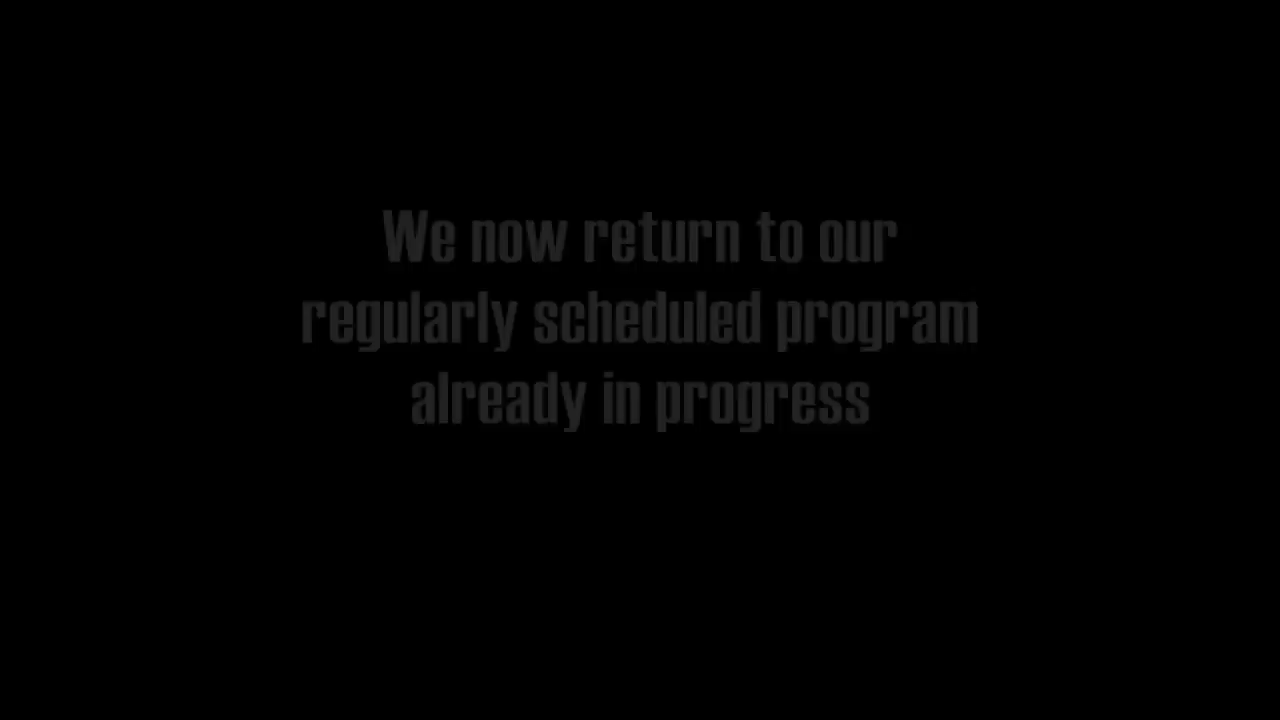 We now return to our
regularly scheduled program
already in progress